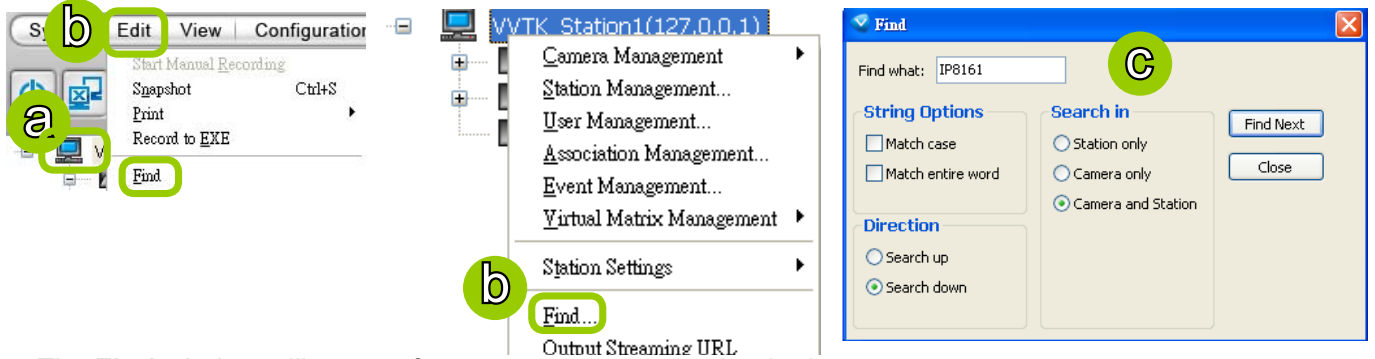 b
Edit View Configuration
Start Manual Recording
Snapshot Ctrl+S
Print
Record to EXE
a
Find
VVTK_Station1(127.0.0.1)
Camera Management
Station Management...
User Management...
Association Management...
Event Management...
Virtual Matrix Management
Station Settings
b
Find...
Output Streaming URL
Find
Find what: IP8161
c
String Options
Match case
Match entire word
Direction
Search up
Search down
Search in
Station only
Camera only
Camera and Station
Find Next
Close